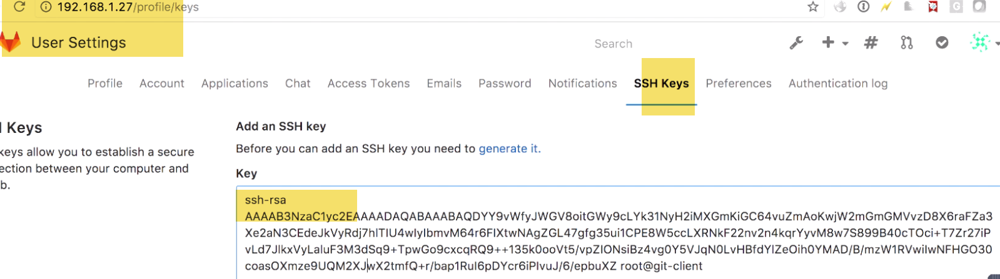 192.168.1.27/profile/keys
User Settings
Search
Profile Account Applications Chat Access Tokens Emails Password Notifications SSH Keys Preferences Authentication log
Keys
Add an SSH key
keys allow you to establish a secure
Before you can add an SSH key you need to generate it.
ection between your computer and
b.
Key
ssh-rsa
AAAAB3NzaC1yc2EAAAADAQABAAABAQDYY9vWfyJWGV8oitGWy9cLYk31NyH2iMXGmKiGC64vuZmAoKwjW2mGmGMVvzD8X6raFZa3
Xe2aN3CEdeJkVyRdj7hlTIU4wIyIbmvM64r6FIXtwNAgZGL47gfg35ui1CPE8W5ccLXRNkF22nv2n4kqrYyvM8w7S899B40cTOci+T7Zr27iP
vLd7JlkxVyLaluF3M3dSq9+TpwGo9cxcqRQ9++135k0ooVt5/vpZIONsiBz4vg0Y5VJqN0LvHBfdYIZeOih0YMAD/B/mzW1RVwiIwNFHGO30
coasOXmze9UQM2XJwX2tmfQ+r/bap1RuI6pDYcr6iPIvuJ/6/epbuXZ root@git-client